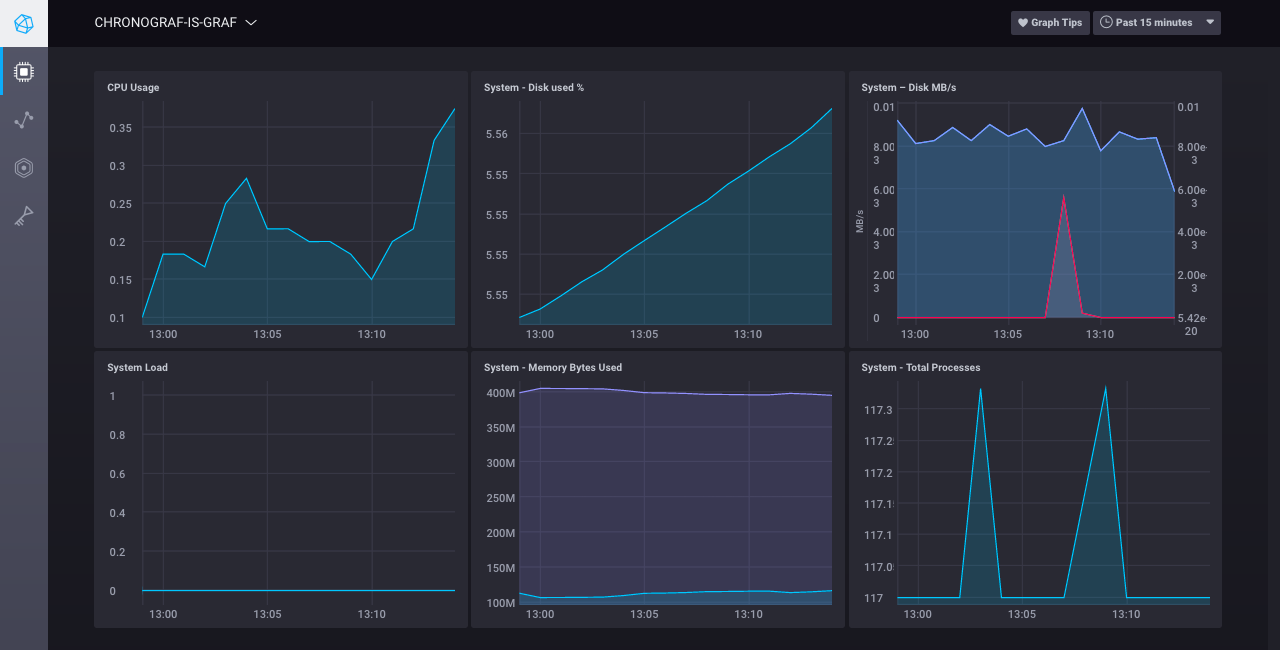 CHRONOGRAF-IS-GRAF
Graph Tips
Past 15 minutes
CPU Usage
0.35
0.3
0.25
0.2
0.15
0.1
13:00 13:05 13:10
System - Disk used %
5.56
5.55
5.55
5.55
5.55
13:00 13:05 13:10
System – Disk MB/s
MB/s
0.01
8.00
3
6.00
3
4.00
3
2.00
3
0
0.01
8.00e-
3
6.00e-
3
4.00e-
3
2.00e-
3
5.42e-
20
13:00 13:05 13:10
System Load
1
0.8
0.6
0.4
0.2
0
13:00 13:05 13:10
System - Memory Bytes Used
400M
350M
300M
250M
200M
150M
100M
13:00 13:05 13:10
System - Total Processes
117.3
117.2
117.2
117.1
117.1
117.0
117
13:00 13:05 13:10